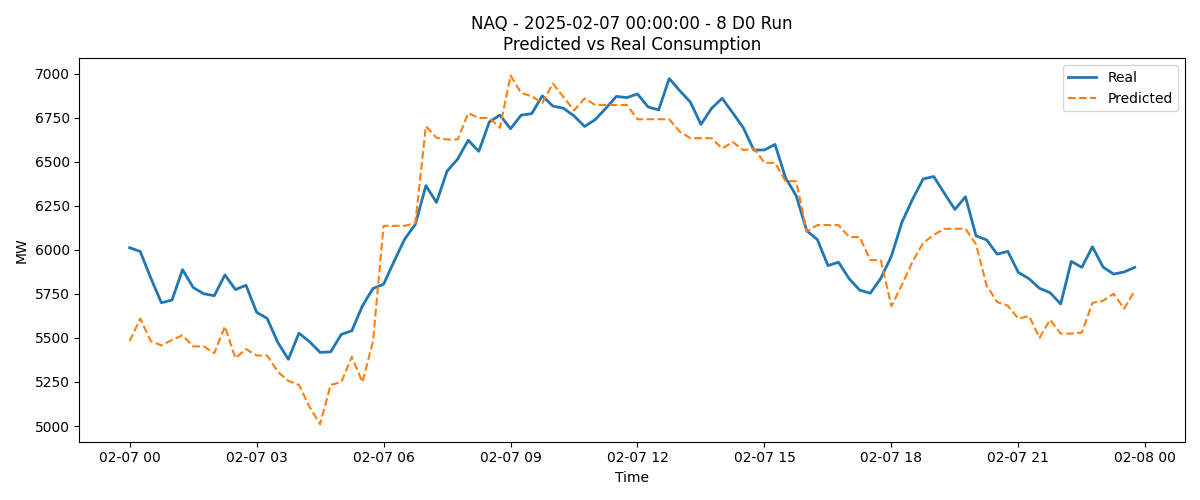 NAQ - 2025-02-07 00:00:00 - 8 D0 Run
Predicted vs Real Consumption
Real
Predicted
7000
6750
6500
6250
6000
5750
5500
5250
5000
MW
02-07 00 02-07 03 02-07 06 02-07 09 02-07 12 02-07 15 02-07 18 02-07 21 02-08 00
Time